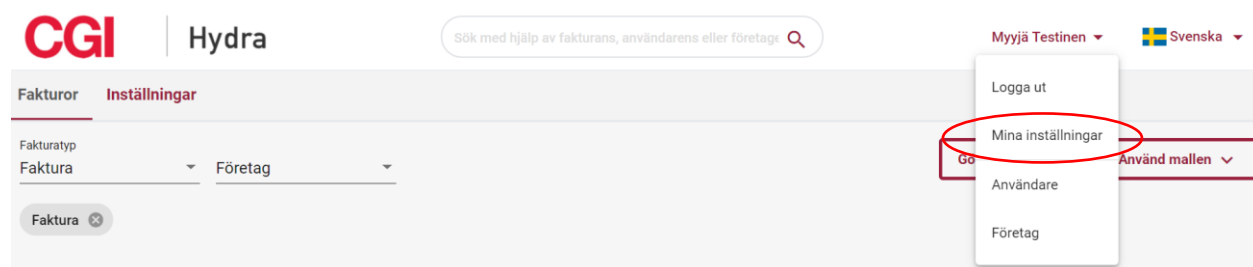 CGI Hydra
Sök med hjälp av fakturans, användarens eller företage
Myyjä Testinen
Svenska
Fakturor Inställningar
Logga ut
Mina inställningar
Användare
Företag
Fakturatyp
Faktura Företag
Faktura
Använd mallen